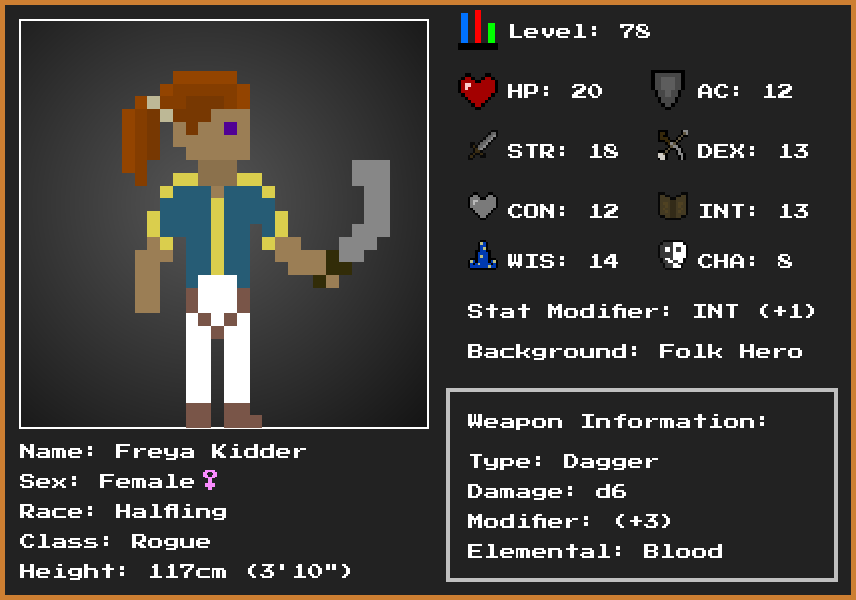 Level: 78
HP: 20 AC: 12
STR: 18 DEX: 13
CON: 12 INT: 13
WIS: 14 CHA: 8
Stat Modifier: INT (+1)
Background: Folk Hero
Weapon Information:
Type: Dagger
Damage: d6
Modifier: (+3)
Elemental: Blood
Name: Freya Kidder
Sex: Female♀
Race: Halfling
Class: Rogue
Height: 117cm (3'10")